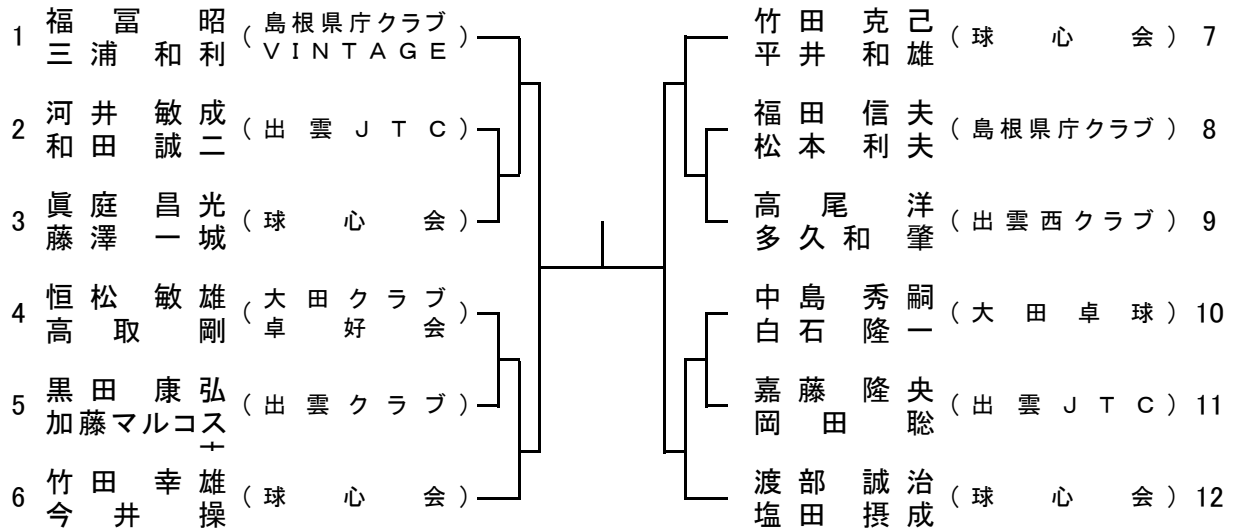 1 福冨昭 (島根県庁クラブ
三浦和利 VINTAGE)
2 河井敏成 (出雲JTC)
和田誠二
3 眞庭昌光 (球心会)
藤澤一城
4 恒松敏雄 (大田クラブ
高取剛 卓好会)
5 黒田康弘 (出雲クラブ)
加藤マルコス
6 竹田幸雄 (球心会)
今井操
竹田克己 (球心会) 7
平井和雄
福田信夫 (島根県庁クラブ) 8
松本利夫
高尾洋 (出雲西クラブ) 9
多久和肇
中島秀嗣 (大田卓球) 10
白石隆一
嘉藤隆央 (出雲JTC) 11
岡田聡
渡部誠治 (球心会) 12
塩田摂成